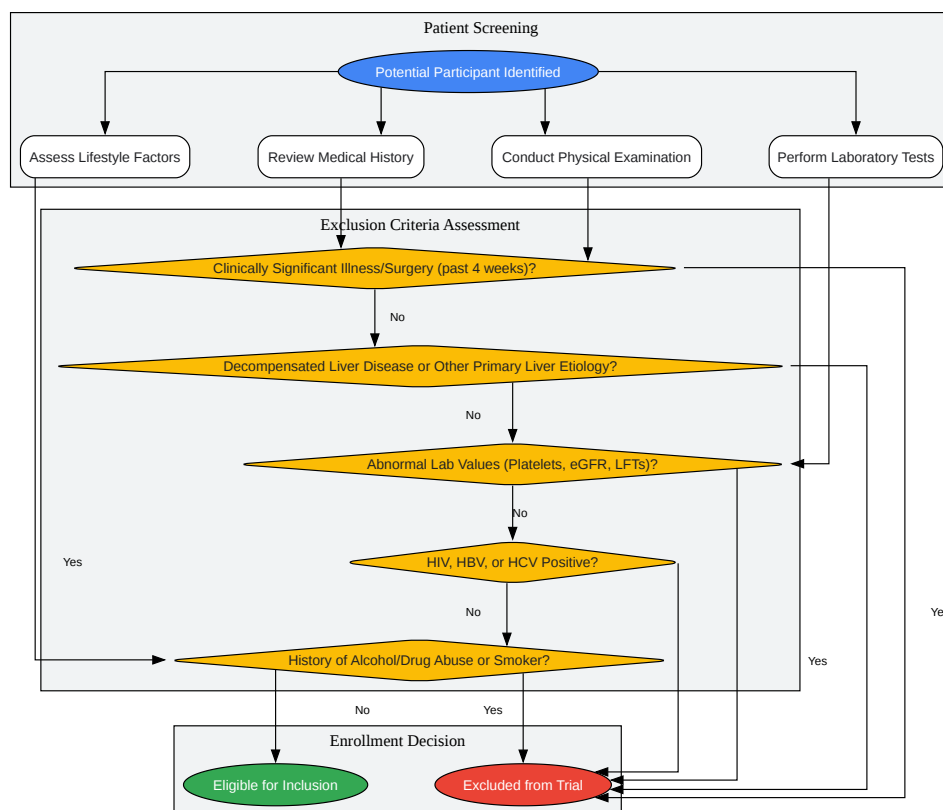 Patient Screening
Potential Participant Identified
Assess Lifestyle Factors
Review Medical History
Conduct Physical Examination
Perform Laboratory Tests
Exclusion Criteria Assessment
Clinically Significant Illness/Surgery (past 4 weeks)?
No
Decompensated Liver Disease or Other Primary Liver Etiology?
No
Abnormal Lab Values (Platelets, eGFR, LFTs)?
No
Yes
HIV, HBV, or HCV Positive?
No
Ye
History of Alcohol/Drug Abuse or Smoker?
Yes
No
Yes
Enrollment Decision
Eligible for Inclusion
Excluded from Trial